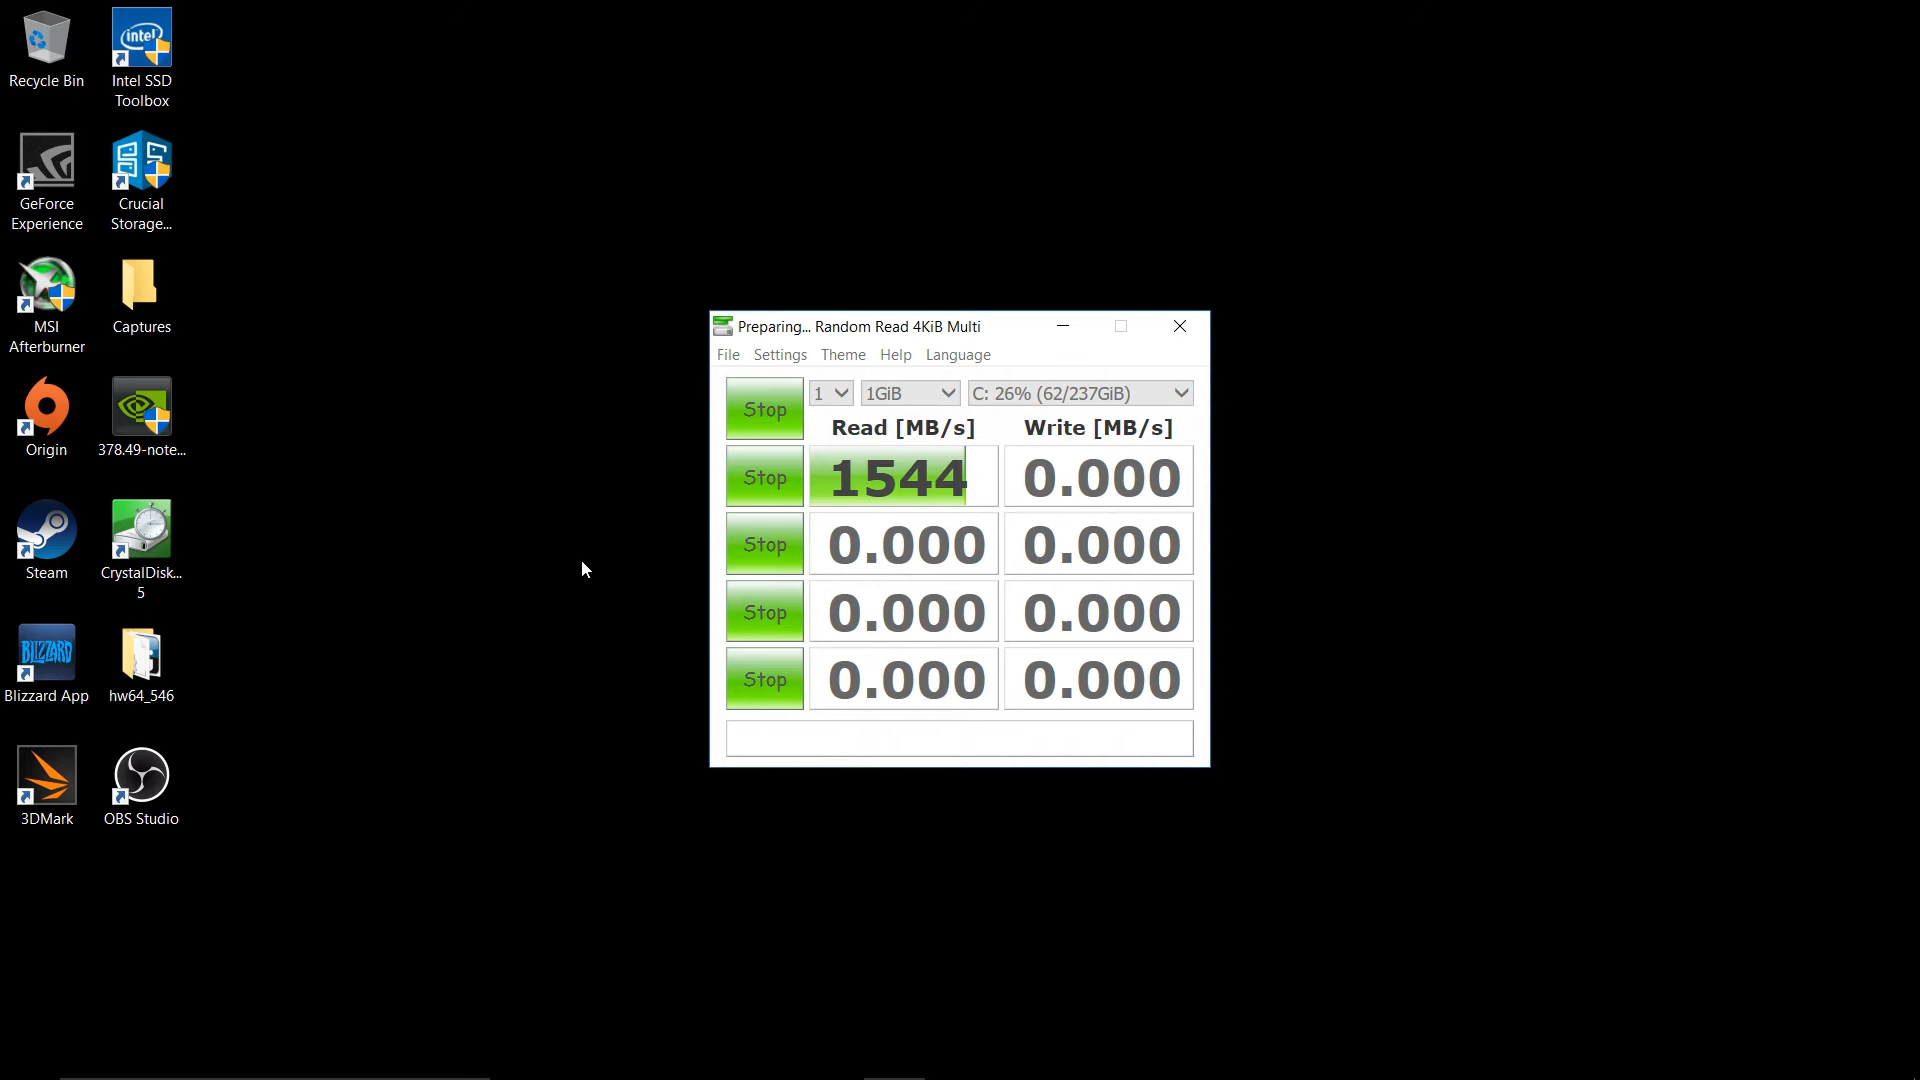 Recycle Bin
intel
Intel SSD
Toolbox
GeForce
Experience
Crucial
Storage...
MSI
Afterburner
Captures
Origin
378.49-note...
Steam
CrystalDisk...
5
BLIZZARD
Blizzard App
hw64_546
3DMark
OBS Studio
Preparing... Random Read 4KiB Multi
File Settings Theme Help Language
Stop 1 1GiB C: 26% (62/237GiB)
Read [MB/s] Write [MB/s]
Stop 1544 0.000
Stop 0.000 0.000
Stop 0.000 0.000
Stop 0.000 0.000